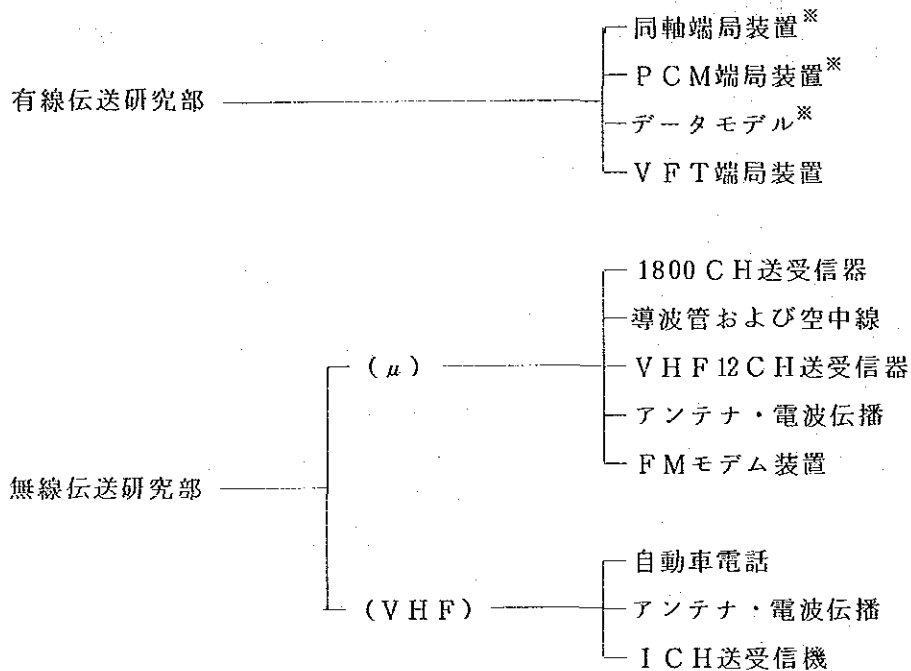 同軸端局装置※
PCM端局装置※
有線伝送研究部
データモデル※
VFT端局装置
1800CH送受信器
導波管および空中線
(μ)
VHF12CH送受信器
アンテナ・電波伝播
FMモデム装置
無線伝送研究部
自動車電話
(VHF)
アンテナ・電波伝播
ICH送受信機